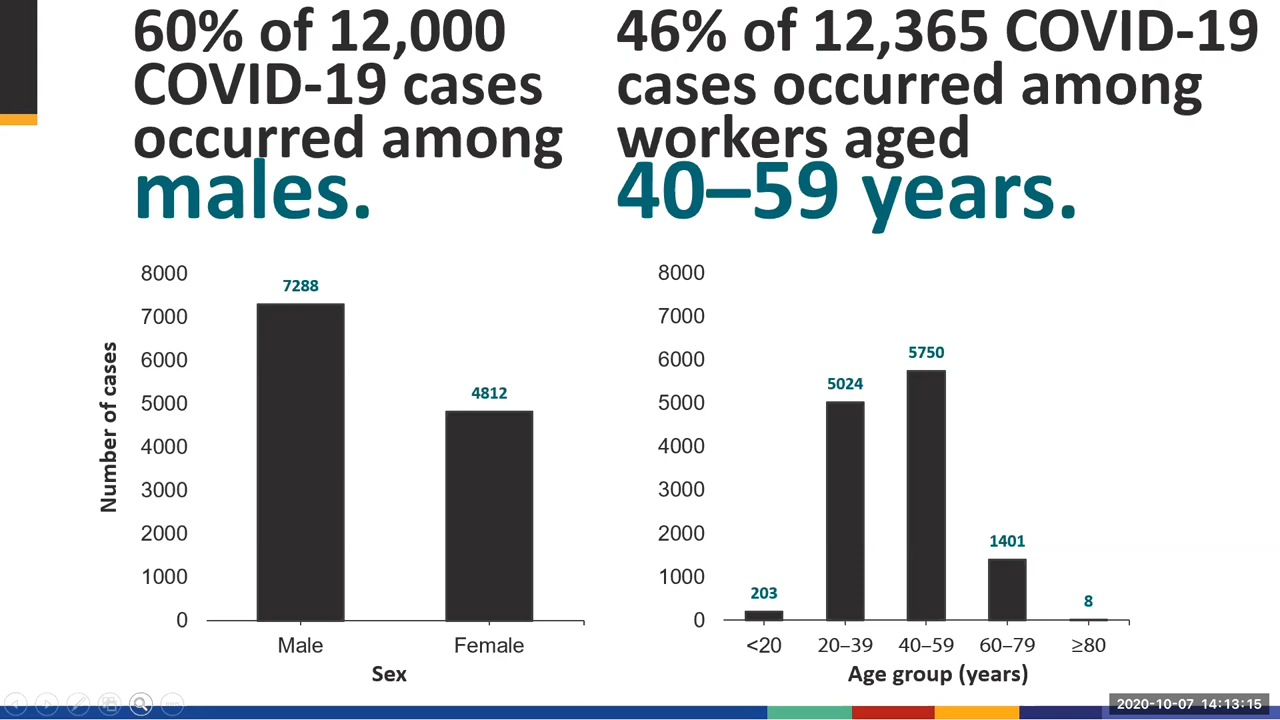 60% of 12,000
COVID-19 cases
occurred among
males.
46% of 12,365 COVID-19
cases occurred among
workers aged
40–59 years.
8000
7000
6000
5000
4000
3000
2000
1000
0
Number of cases
7288
4812
Male
Female
Sex
8000
7000
6000
5000
4000
3000
2000
1000
0
203
5024
5750
1401
8
<20
20–39
40–59
60–79
≥80
Age group (years)
2020-10-07 14:13:15